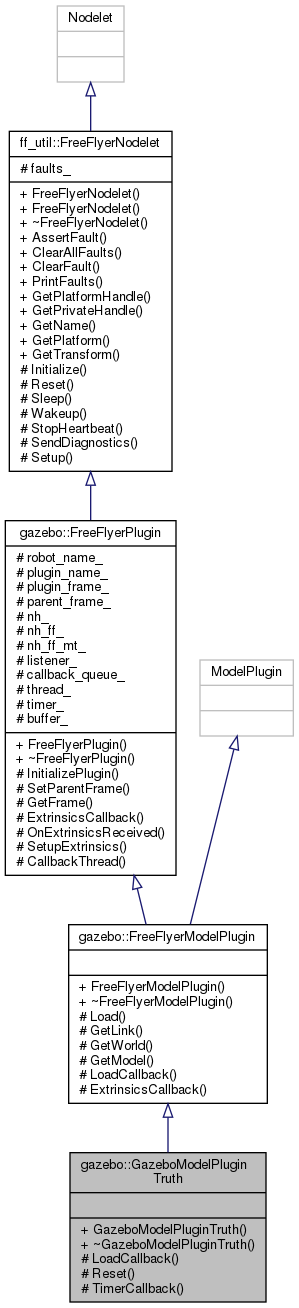 Nodelet
ff_util::FreeFlyerNodelet
# faults_
+ FreeFlyerNodelet()
+ FreeFlyerNodelet()
+ ~FreeFlyerNodelet()
+ AssertFault()
+ ClearAllFaults()
+ ClearFault()
+ PrintFaults()
+ GetPlatformHandle()
+ GetPrivateHandle()
+ GetName()
+ GetPlatform()
+ GetTransform()
# Initialize()
# Reset()
# Sleep()
# Wakeup()
# StopHeartbeat()
# SendDiagnostics()
# Setup()
gazebo::FreeFlyerPlugin
# robot_name_
# plugin_name_
# plugin_frame_
# parent_frame_
# nh_
# nh_ff_
# nh_ff_mt_
# listener_
# callback_queue_
# thread_
# timer_
# buffer_
+ FreeFlyerPlugin()
+ ~FreeFlyerPlugin()
# InitializePlugin()
# SetParentFrame()
# GetFrame()
# ExtrinsicsCallback()
# OnExtrinsicsReceived()
# SetupExtrinsics()
# CallbackThread()
ModelPlugin
gazebo::FreeFlyerModelPlugin
+ FreeFlyerModelPlugin()
+ ~FreeFlyerModelPlugin()
# Load()
# GetLink()
# GetWorld()
# GetModel()
# LoadCallback()
# ExtrinsicsCallback()
gazebo::GazeboModelPlugin
Truth
+ GazeboModelPluginTruth()
+ ~GazeboModelPluginTruth()
# LoadCallback()
# Reset()
# TimerCallback()